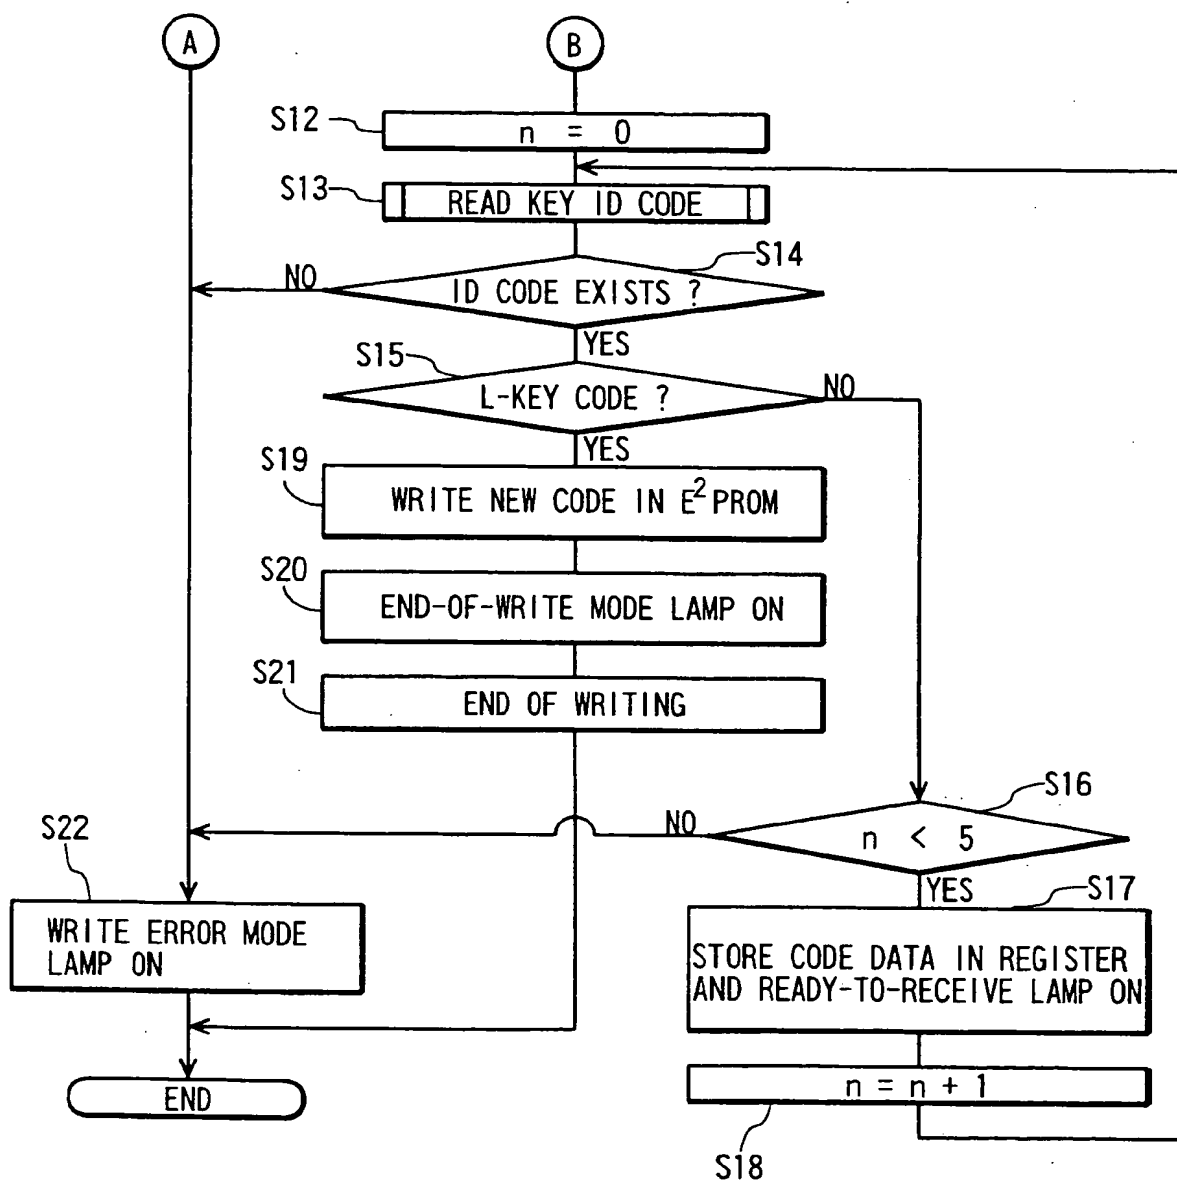 A
B
S12
n = 0
S13
READ KEY ID CODE
S14
NO
ID CODE EXISTS ?
YES
S15
L-KEY CODE ?
NO
YES
S19
WRITE NEW CODE IN E²PROM
S20
END-OF-WRITE MODE LAMP ON
S21
END OF WRITING
S16
NO
n < 5
YES
S22
WRITE ERROR MODE
LAMP ON
S17
STORE CODE DATA IN REGISTER
AND READY-TO-RECEIVE LAMP ON
n = n + 1
S18
END